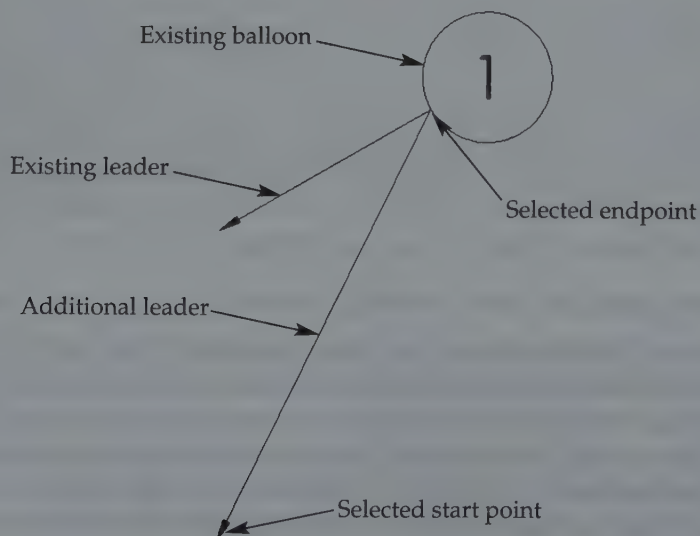 Existing balloon
1
Existing leader
Selected endpoint
Additional leader
Selected start point